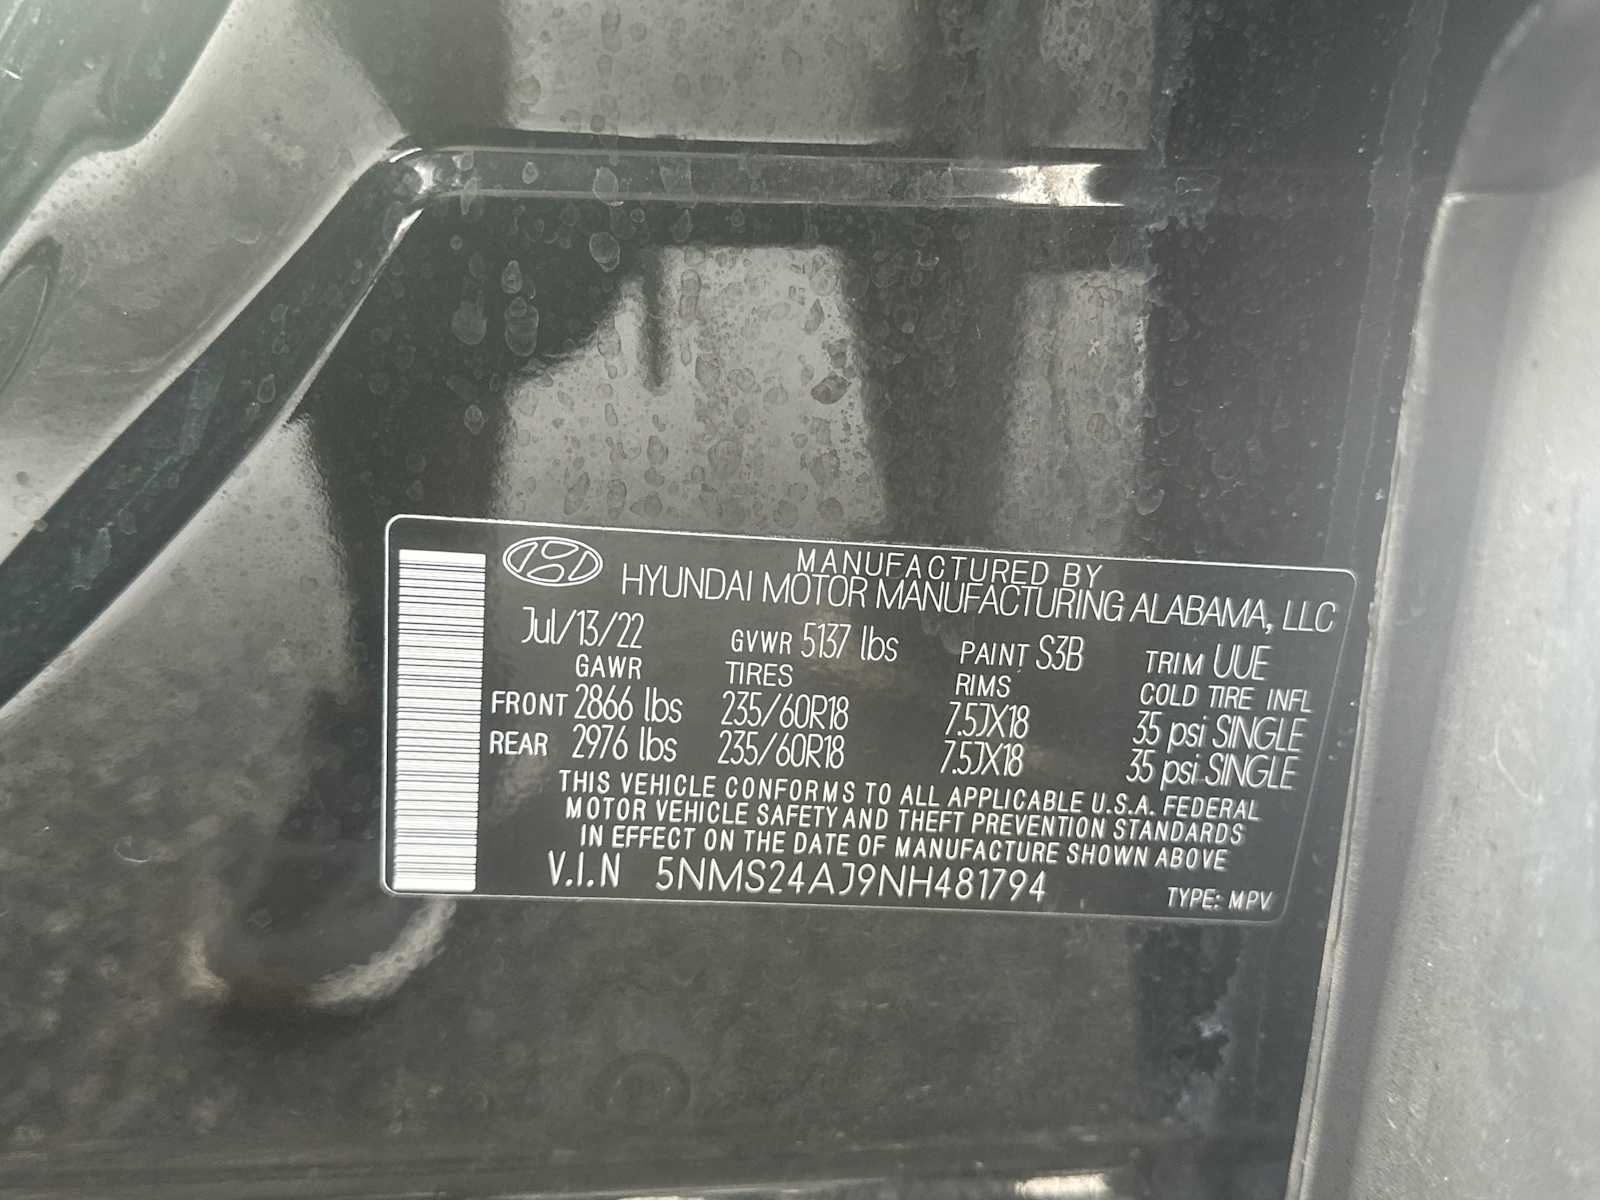 MANUFACTURED BY
HYUNDAI MOTOR MANUFACTURING ALABAMA, LLC
Jul/13/22 GVWR 5137 lbs PAINT S3B TRIM UUE
GAWR TIRES RIMS COLD TIRE INFL
FRONT 2866 lbs 235/60R18 7.5JX18 35 psi SINGLE
REAR 2976 lbs 235/60R18 7.5JX18 35 psi SINGLE
THIS VEHICLE CONFORMS TO ALL APPLICABLE U.S.A. FEDERAL
MOTOR VEHICLE SAFETY AND THEFT PREVENTION STANDARDS
IN EFFECT ON THE DATE OF MANUFACTURE SHOWN ABOVE
V.I.N 5NMS24AJ9NH481794 TYPE: MPV